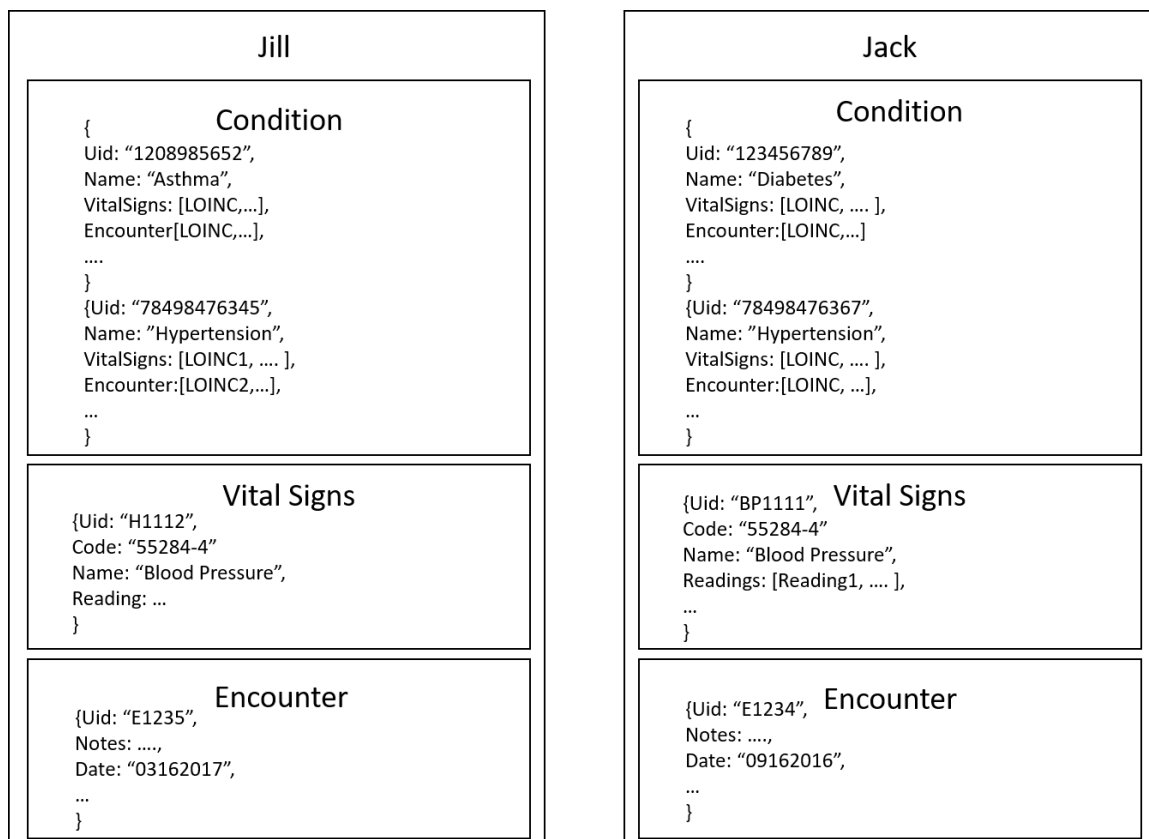 Jill
Condition
{
Uid: “1208985652”,
Name: “Asthma”,
VitalSigns: [LOINC,…],
Encounter[LOINC,…],
….
}
{Uid: “78498476345”,
Name: ”Hypertension”,
VitalSigns: [LOINC1, …. ],
Encounter:[LOINC2,…],
…
}
Vital Signs
{Uid: “H1112”,
Code: “55284-4”
Name: “Blood Pressure”,
Reading: …
}
Encounter
{Uid: “E1235”,
Notes: ….,
Date: “03162017”,
…
}
Jack
Condition
{
Uid: “123456789”,
Name: “Diabetes”,
VitalSigns: [LOINC, …. ],
Encounter:[LOINC,…]
….
}
{Uid: “78498476367”,
Name: ”Hypertension”,
VitalSigns: [LOINC, …. ],
Encounter:[LOINC, …],
…
}
Vital Signs
{Uid: “BP1111”,
Code: “55284-4”
Name: “Blood Pressure”,
Readings: [Reading1, …. ],
…
}
Encounter
{Uid: “E1234”,
Notes: ….,
Date: “09162016”,
…
}